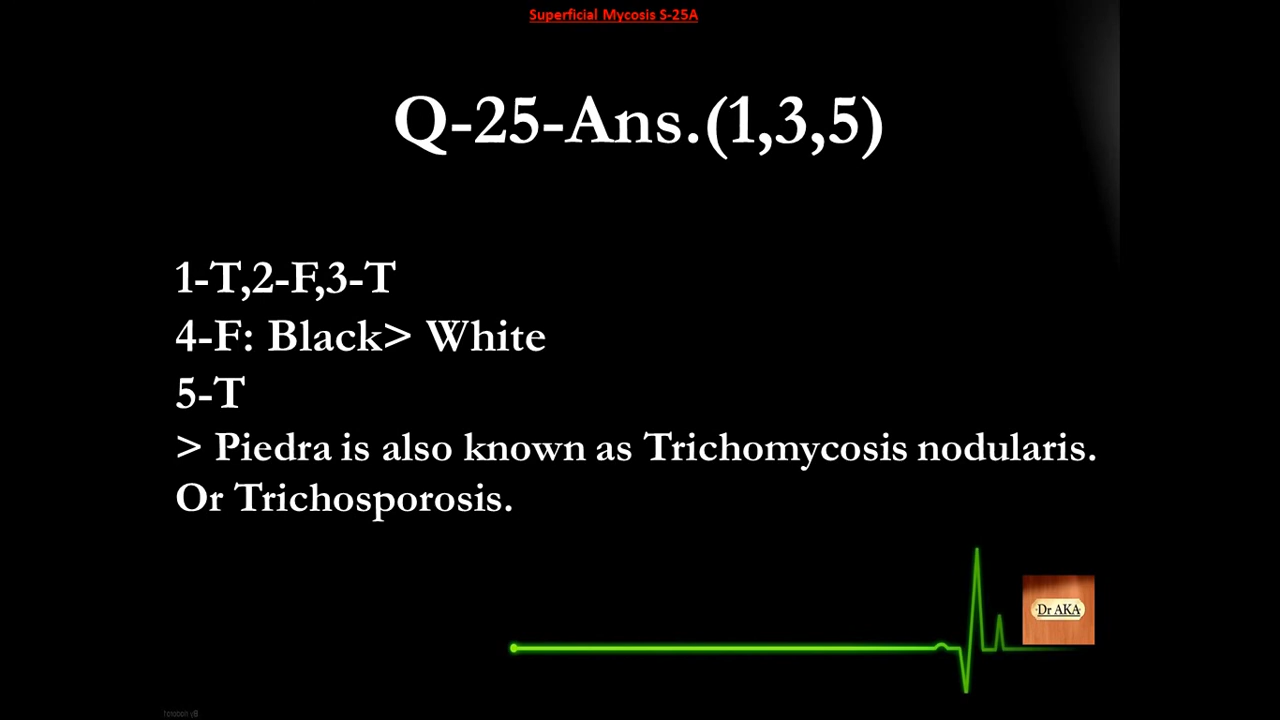 Superficial Mycosis S-25A
Q-25-Ans.(1,3,5)
1-T,2-F,3-T
4-F: Black> White
5-T
> Piedra is also known as Trichomycosis nodularis.
Or Trichosporosis.
Dr AKA